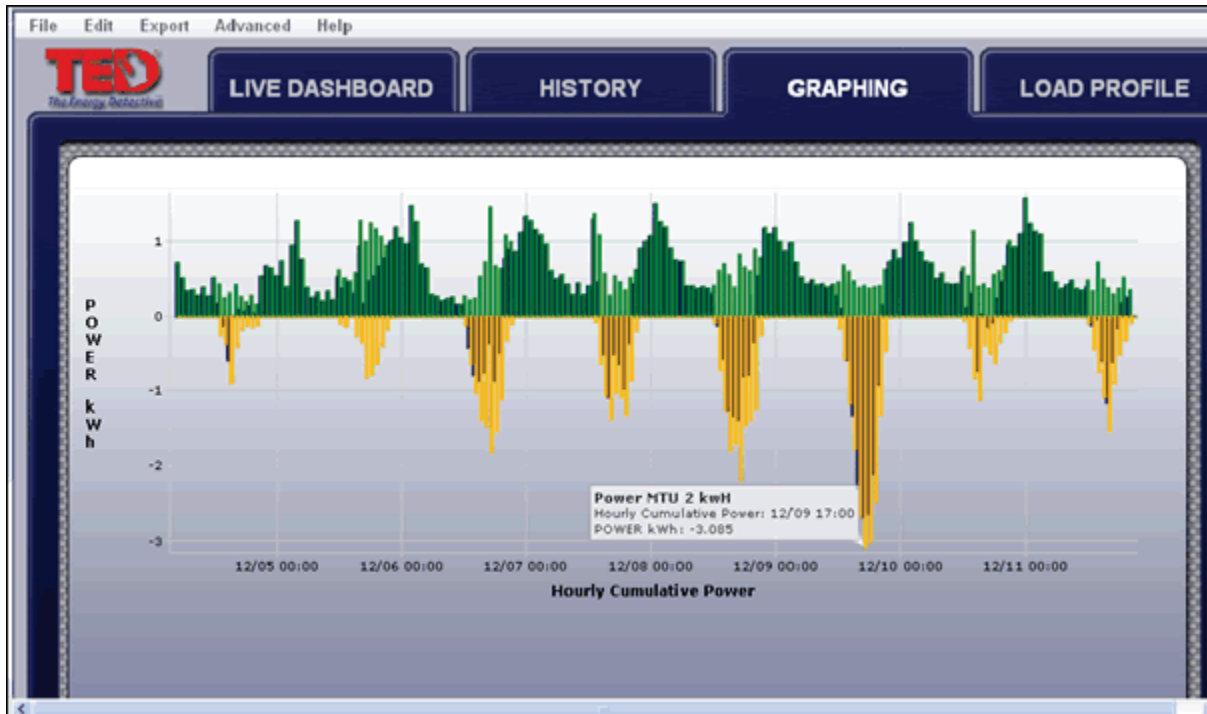 File Edit Export Advanced Help
TED
The Energy Detective
LIVE DASHBOARD
HISTORY
GRAPHING
LOAD PROFILE
POWER kWh
1
0
-1
-2
-3
Power MTU 2 kwH
Hourly Cumulative Power: 12/09 17:00
POWER kWh: -3.085
12/05 00:00 12/06 00:00 12/07 00:00 12/08 00:00 12/09 00:00 12/10 00:00 12/11 00:00
Hourly Cumulative Power